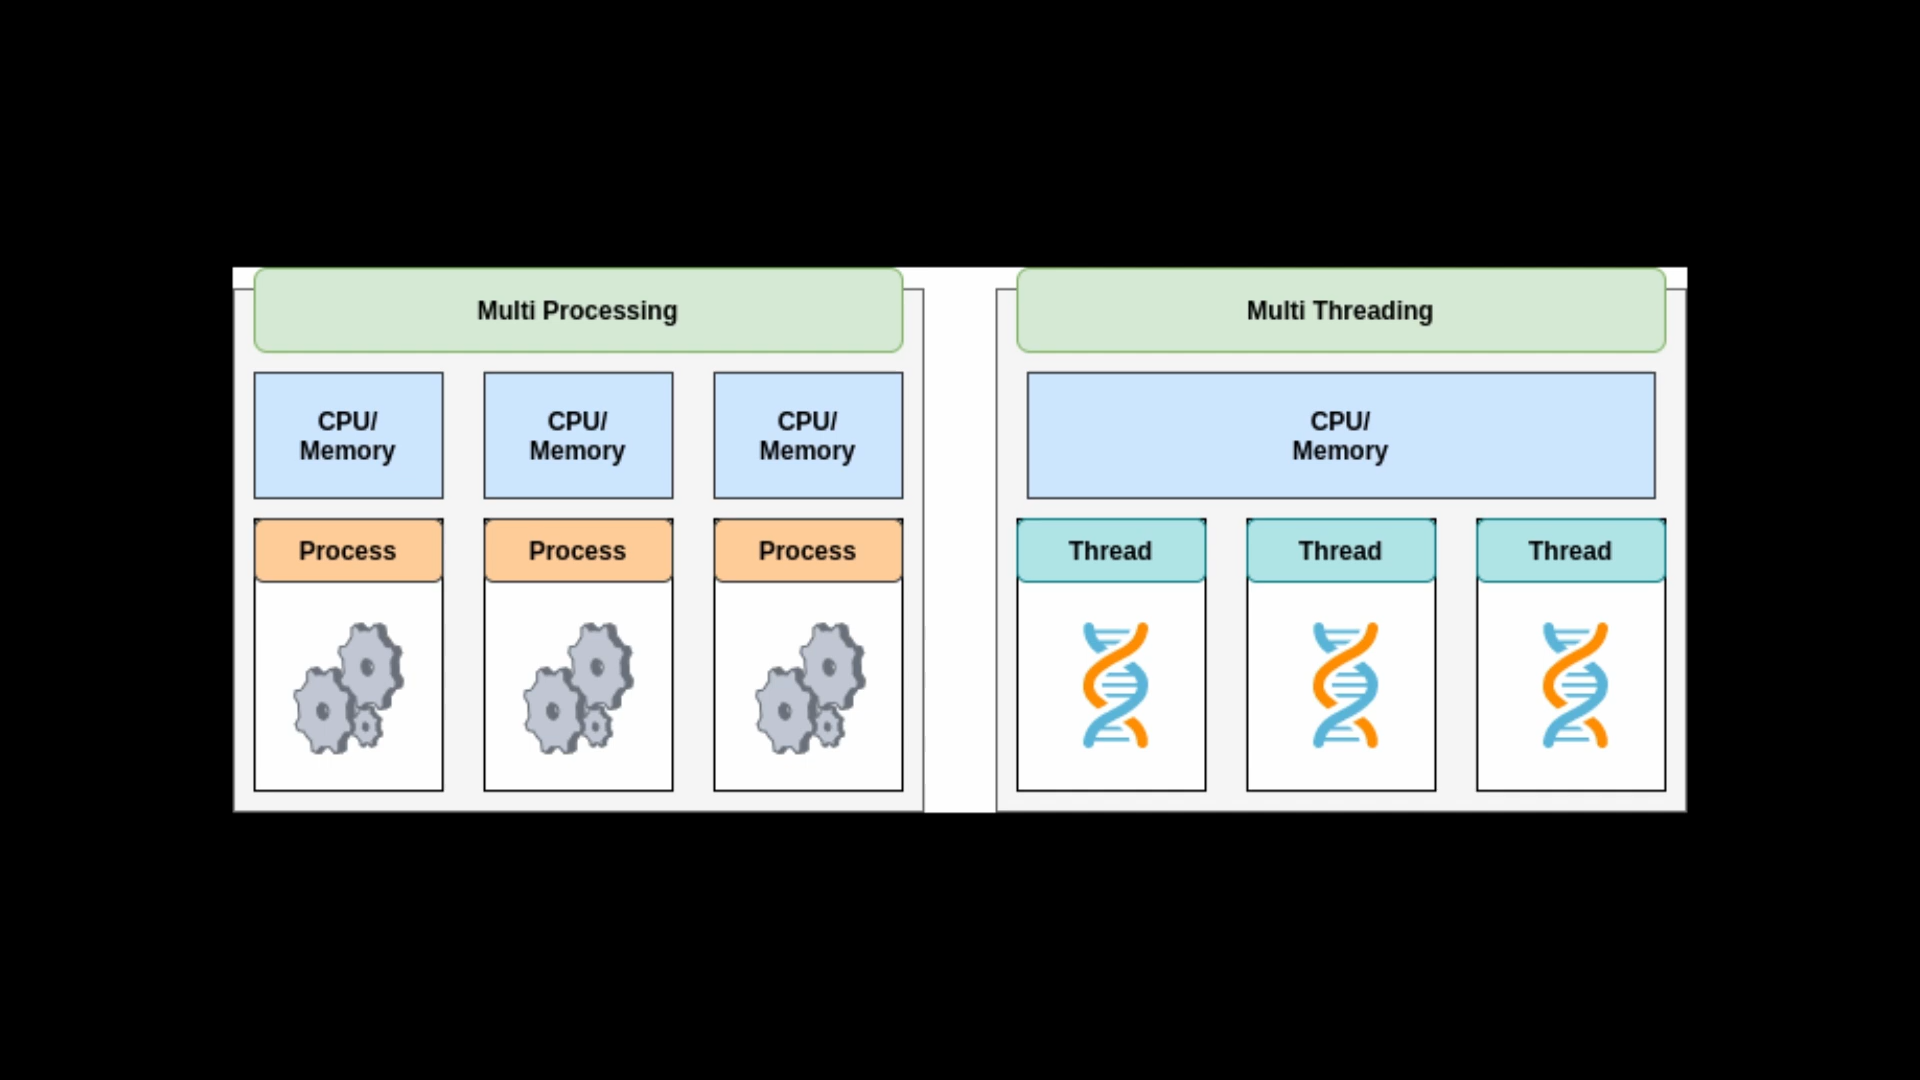 Multi Processing
CPU/
Memory
CPU/
Memory
CPU/
Memory
Process
Process
Process
Multi Threading
CPU/
Memory
Thread
Thread
Thread